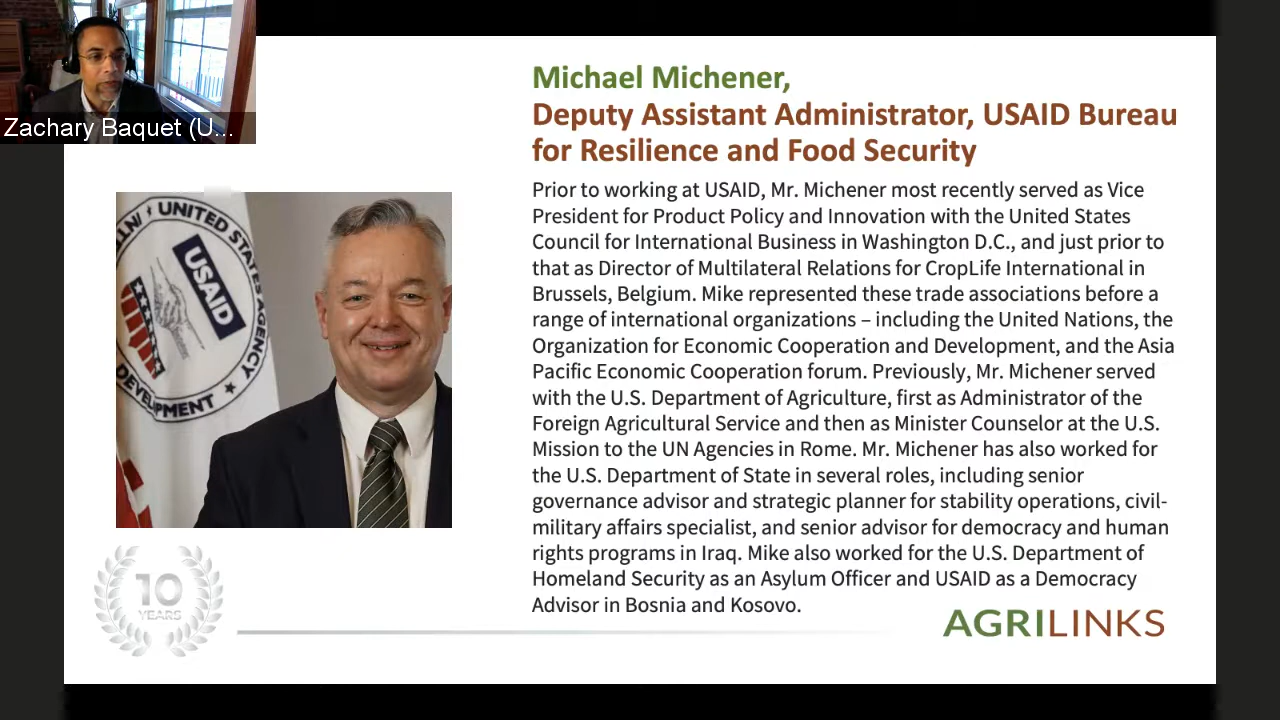 Zachary Baquet (U...
Michael Michener,
Deputy Assistant Administrator, USAID Bureau
for Resilience and Food Security
Prior to working at USAID, Mr. Michener most recently served as Vice
President for Product Policy and Innovation with the United States
Council for International Business in Washington D.C., and just prior to
that as Director of Multilateral Relations for CropLife International in
Brussels, Belgium. Mike represented these trade associations before a
range of international organizations – including the United Nations, the
Organization for Economic Cooperation and Development, and the Asia
Pacific Economic Cooperation forum. Previously, Mr. Michener served
with the U.S. Department of Agriculture, first as Administrator of the
Foreign Agricultural Service and then as Minister Counselor at the U.S.
Mission to the UN Agencies in Rome. Mr. Michener has also worked for
the U.S. Department of State in several roles, including senior
governance advisor and strategic planner for stability operations, civil-
military affairs specialist, and senior advisor for democracy and human
rights programs in Iraq. Mike also worked for the U.S. Department of
Homeland Security as an Asylum Officer and USAID as a Democracy
Advisor in Bosnia and Kosovo.
UNITED STATES AGENCY
USAID
DEVELOPMENT
10
YEARS
AGRILINKS